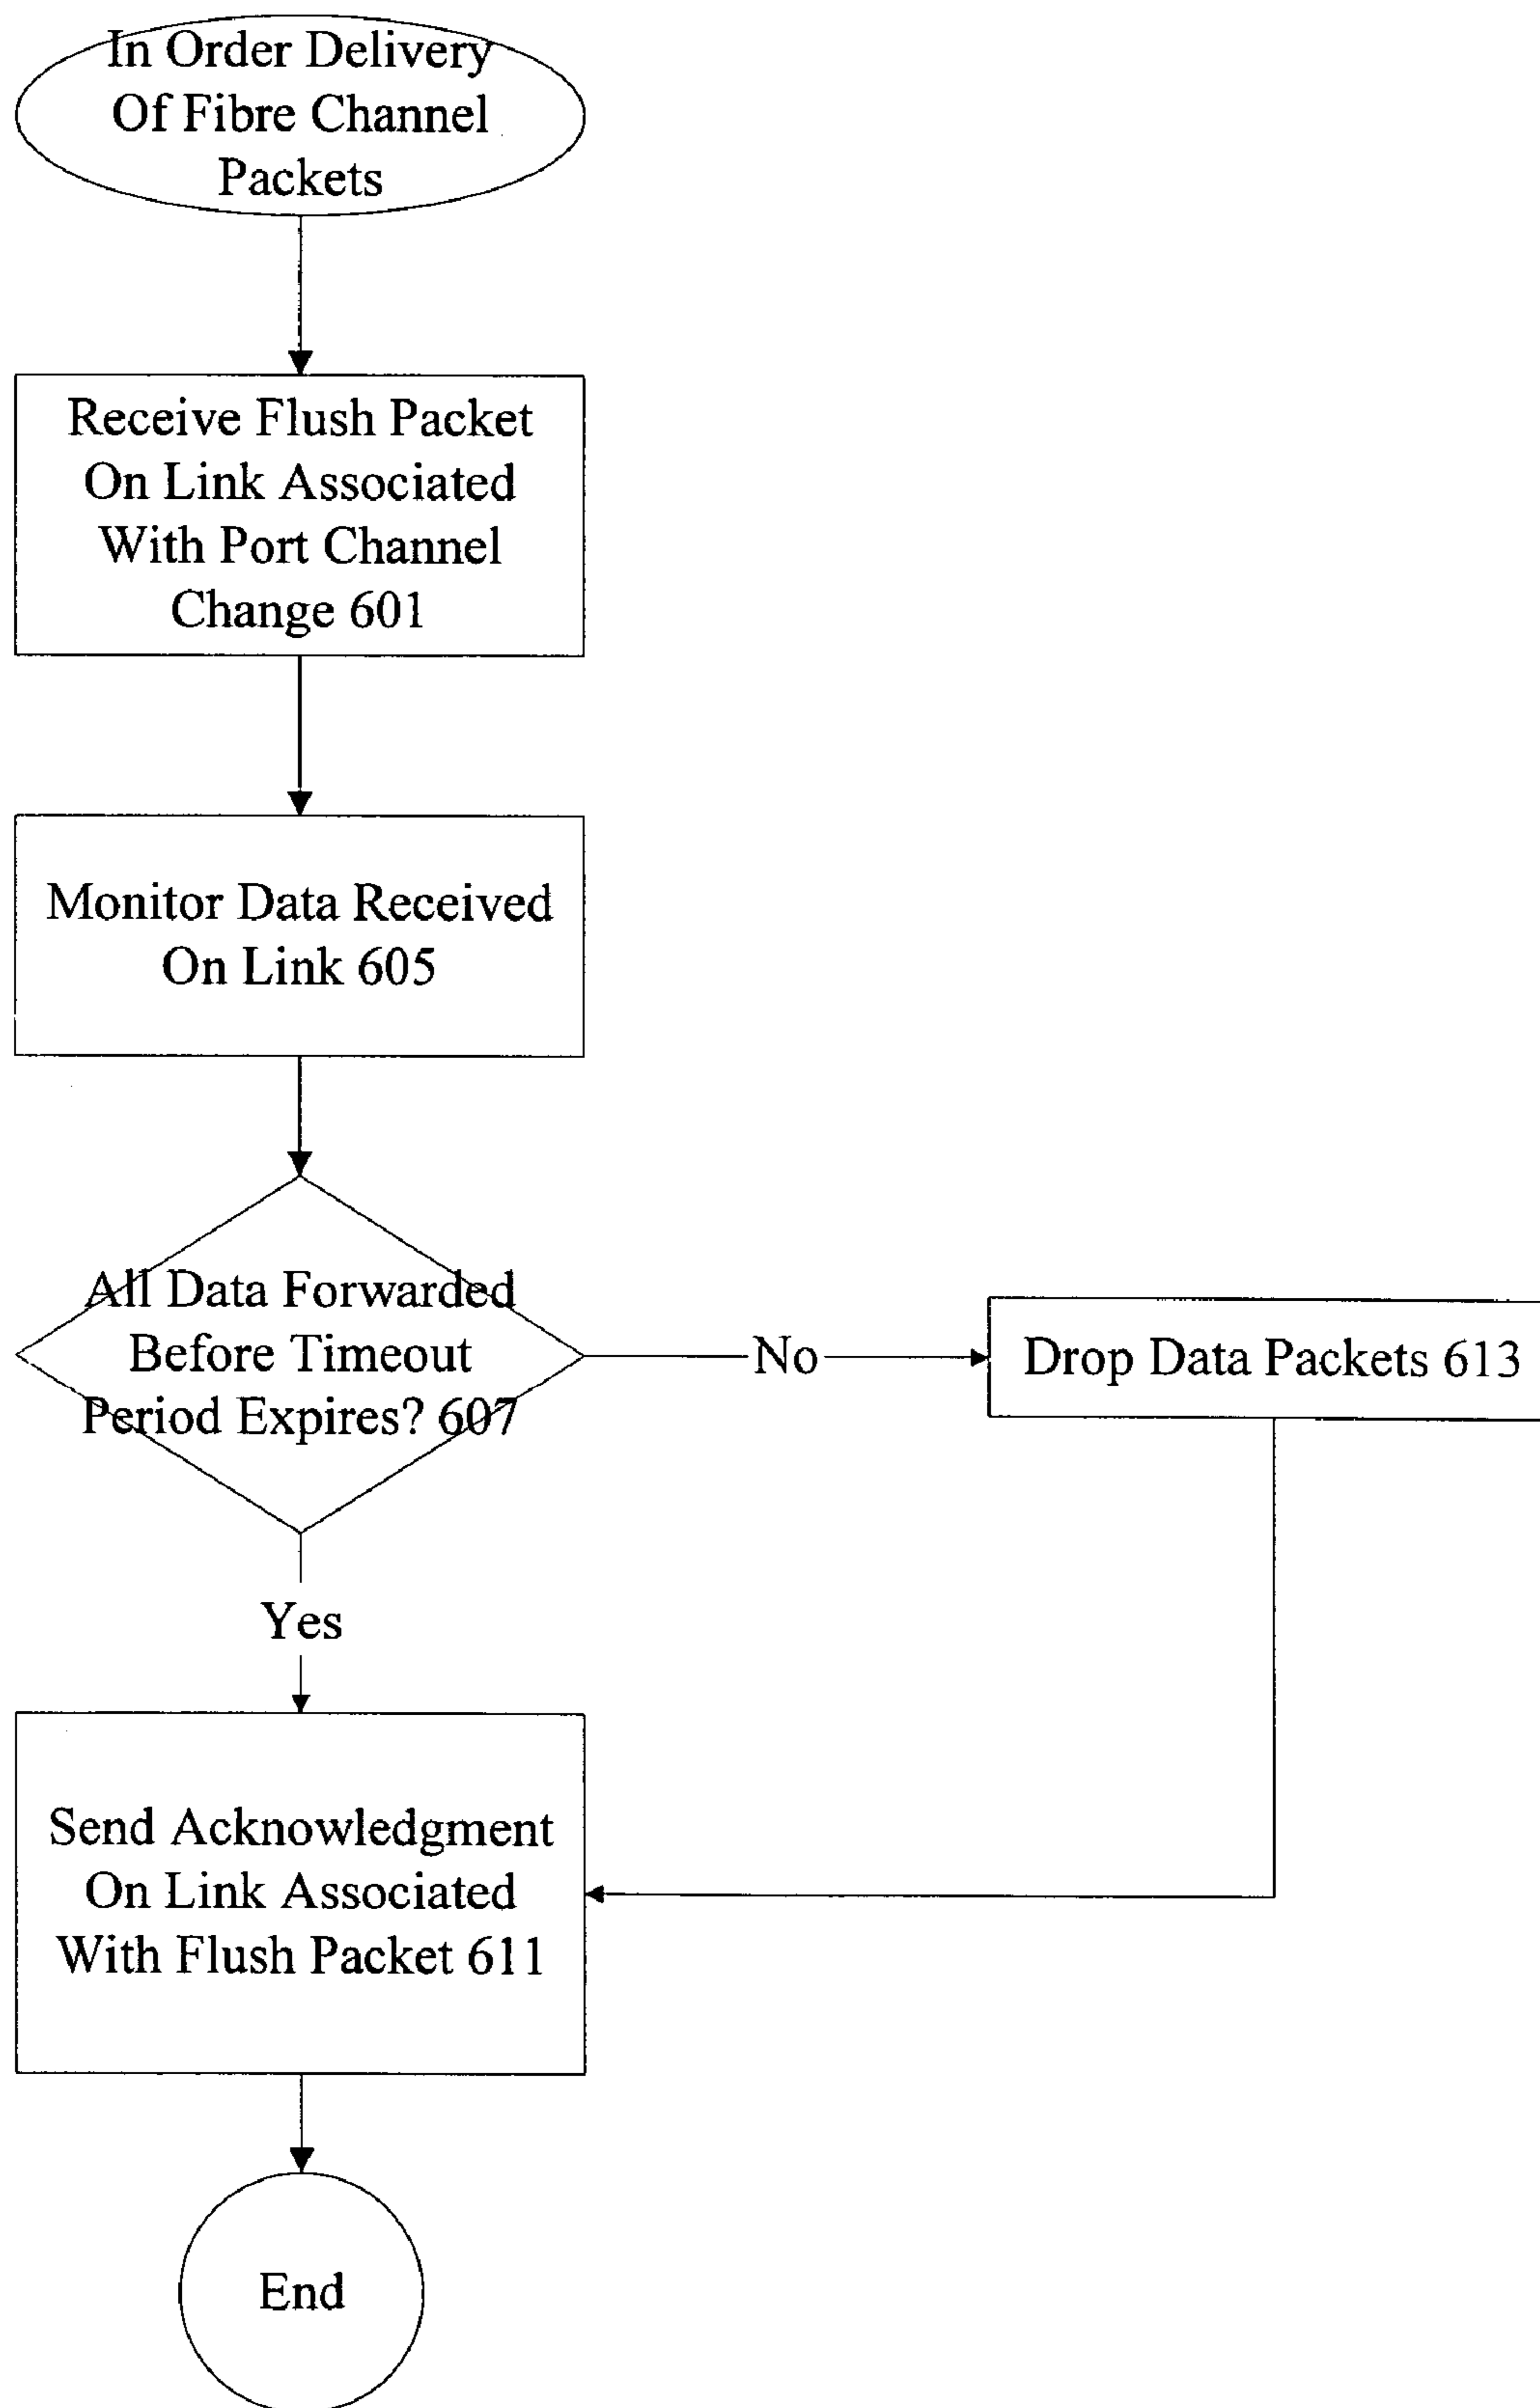 In Order Delivery
Of Fibre Channel
Packets
Receive Flush Packet
On Link Associated
With Port Channel
Change 601
Monitor Data Received
On Link 605
All Data Forwarded
Before Timeout
Period Expires? 607
No
Drop Data Packets 613
Yes
Send Acknowledgment
On Link Associated
With Flush Packet 611
End